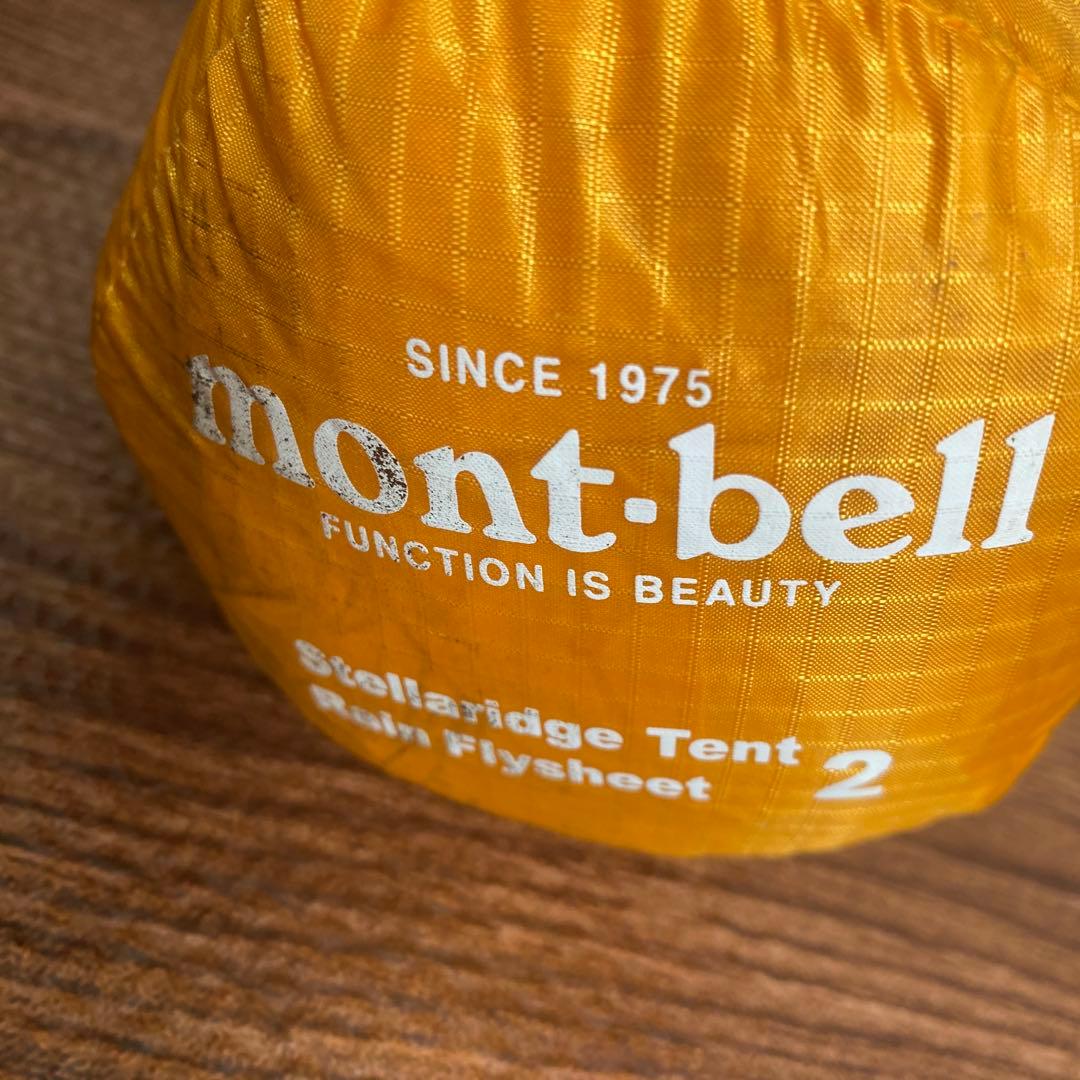 SINCE 1975
mont-bell
FUNCTION IS BEAUTY
Stellaridge Tent 2
Rain Flysheet